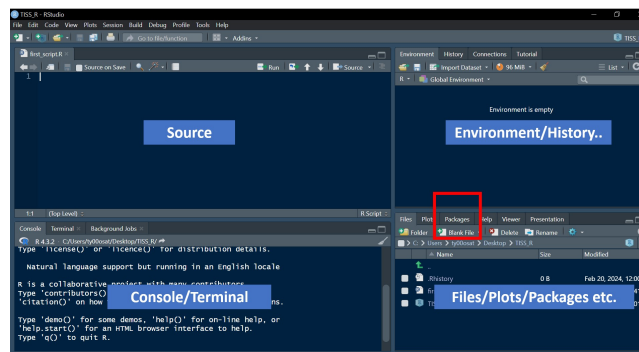 TISS_R - RStudio
File Edit Code View Plots Session Build Debug Profile Tools Help
Go to file/function Addins TISS_
first_script.R
Source on Save Run Source
1
Source
1:1 (Top Level) R Script
Console Terminal Background Jobs
R 4.3.2 · C:/Users/ty00osat/Desktop/TISS_R/
Type 'license()' or 'licence()' for distribution details.
Natural language support but running in an English locale
R is a collaborative project with many contributors.
Type 'contributors()
'citation()' on how ns.
Console/Terminal
Type 'demo()' for some demos, 'help()' for on-line help, or
'help.start()' for an HTML browser interface to help.
Type 'q()' to quit R.
Environment History Connections Tutorial
Import Dataset 96 MiB List
R Global Environment
Environment is empty
Environment/History..
Files Plot Packages Help Viewer Presentation
Folder Blank File Delete Rename
C: Users ty00osat Desktop TISS_R
Name Size Modified
..
.Rhistory 0 B Feb 20, 2024, 12:00
Files/Plots/Packages etc.